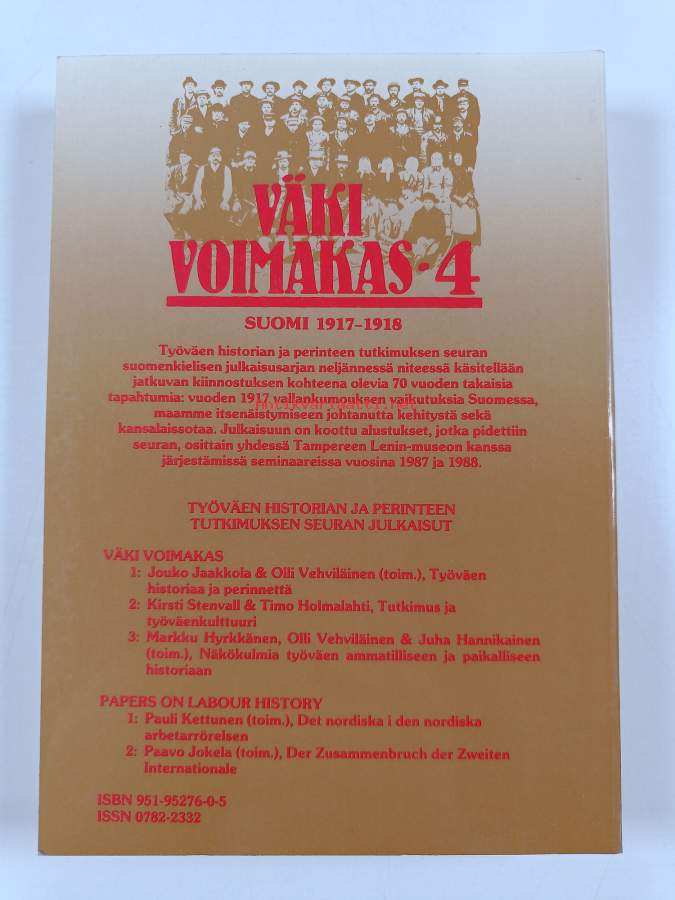 VÄKI
VOIMAKAS-4
SUOMI 1917-1918
Työväen historian ja perinteen tutkimuksen seuran
suomenkielisen julkaisusarjan neljännessä niteessä käsitellään
jatkuvan kiinnostuksen kohteena olevia 70 vuoden takaisia
tapahtumia: vuoden 1917 vallankumouksen vaikutuksia Suomessa,
maamme itsenäistymiseen johtanutta kehitystä sekä
kansalaissotaa. Julkaisuun on koottu alustukset, jotka pidettiin
seuran, osittain yhdessä Tampereen Lenin-museon kanssa
järjestämissä seminaareissa vuosina 1987 ja 1988.
TYÖVÄEN HISTORIAN JA PERINTEEN
TUTKIMUKSEN SEURAN JULKAISUT
VÄKI VOIMAKAS
1: Jouko Jaakkola & Olli Vehviläinen (toim.), Työväen
historiaa ja perinnettä
2: Kirsti Stenvall & Timo Holmalahti, Tutkimus ja
työväenkulttuuri
3: Markku Hyrkkänen, Olli Vehviläinen & Juha Hannikainen
(toim.), Näkökulmia työväen ammatilliseen ja paikalliseen
historiaan
PAPERS ON LABOUR HISTORY
1: Pauli Kettunen (toim.), Det nordiska i den nordiska
arbetarrörelsen
2: Paavo Jokela (toim.), Der Zusammenbruch der Zweiten
Internationale
ISBN 951-95276-0-5
ISSN 0782-2332